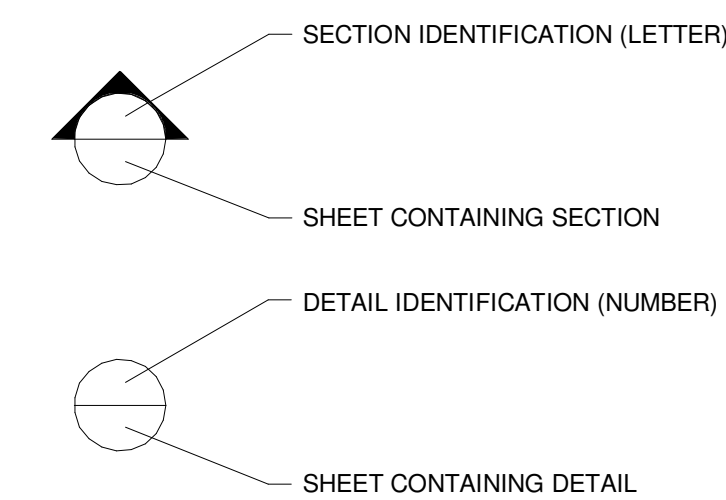 SECTION IDENTIFICATION (LETTER)
SHEET CONTAINING SECTION
DETAIL IDENTIFICATION (NUMBER)
SHEET CONTAINING DETAIL